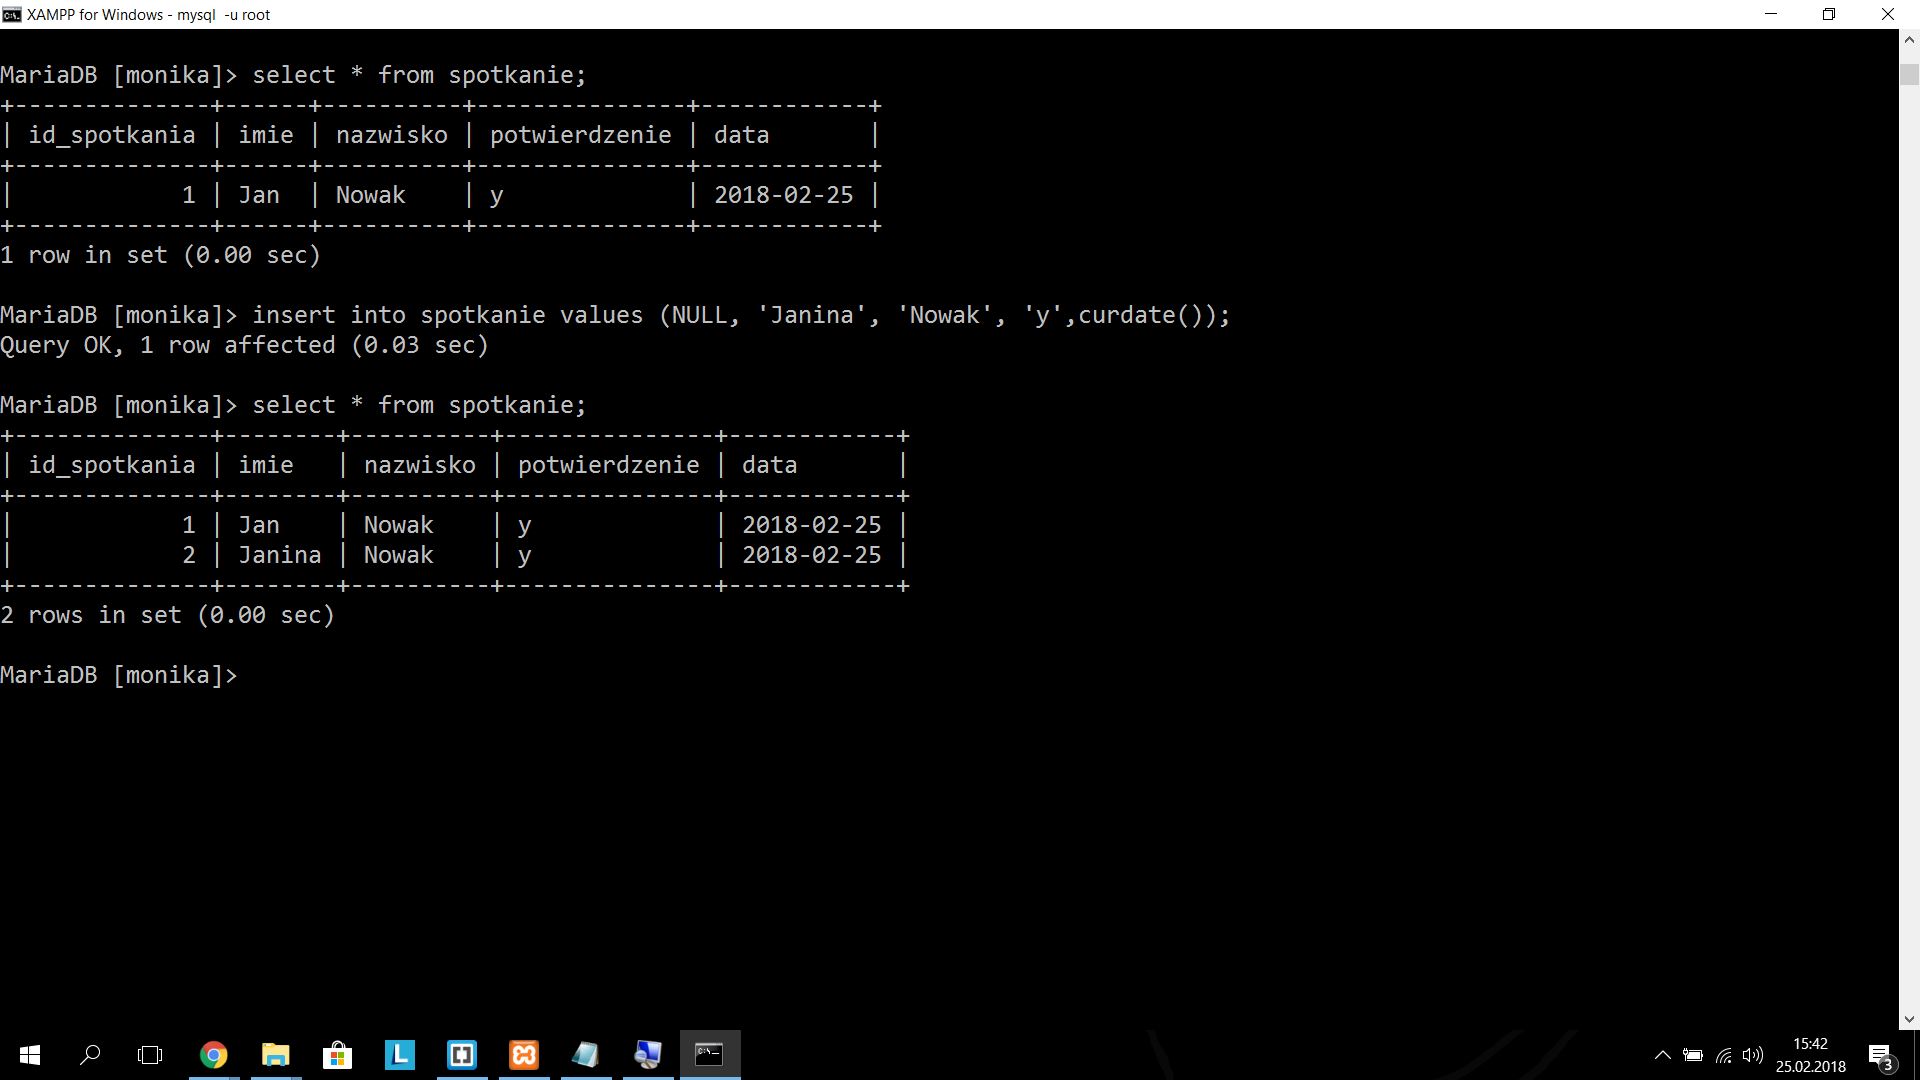 XAMPP for Windows - mysql  -u root
MariaDB [monika]> select * from spotkanie;
+--------------+------+----------+---------------+------------+
| id_spotkania | imie | nazwisko | potwierdzenie | data       |
+--------------+------+----------+---------------+------------+
|            1 | Jan  | Nowak    | y             | 2018-02-25 |
+--------------+------+----------+---------------+------------+
1 row in set (0.00 sec)
MariaDB [monika]> insert into spotkanie values (NULL, 'Janina', 'Nowak', 'y',curdate());
Query OK, 1 row affected (0.03 sec)
MariaDB [monika]> select * from spotkanie;
+--------------+--------+----------+---------------+------------+
| id_spotkania | imie   | nazwisko | potwierdzenie | data       |
+--------------+--------+----------+---------------+------------+
|            1 | Jan    | Nowak    | y             | 2018-02-25 |
|            2 | Janina | Nowak    | y             | 2018-02-25 |
+--------------+--------+----------+---------------+------------+
2 rows in set (0.00 sec)
MariaDB [monika]>
15:42
25.02.2018
3